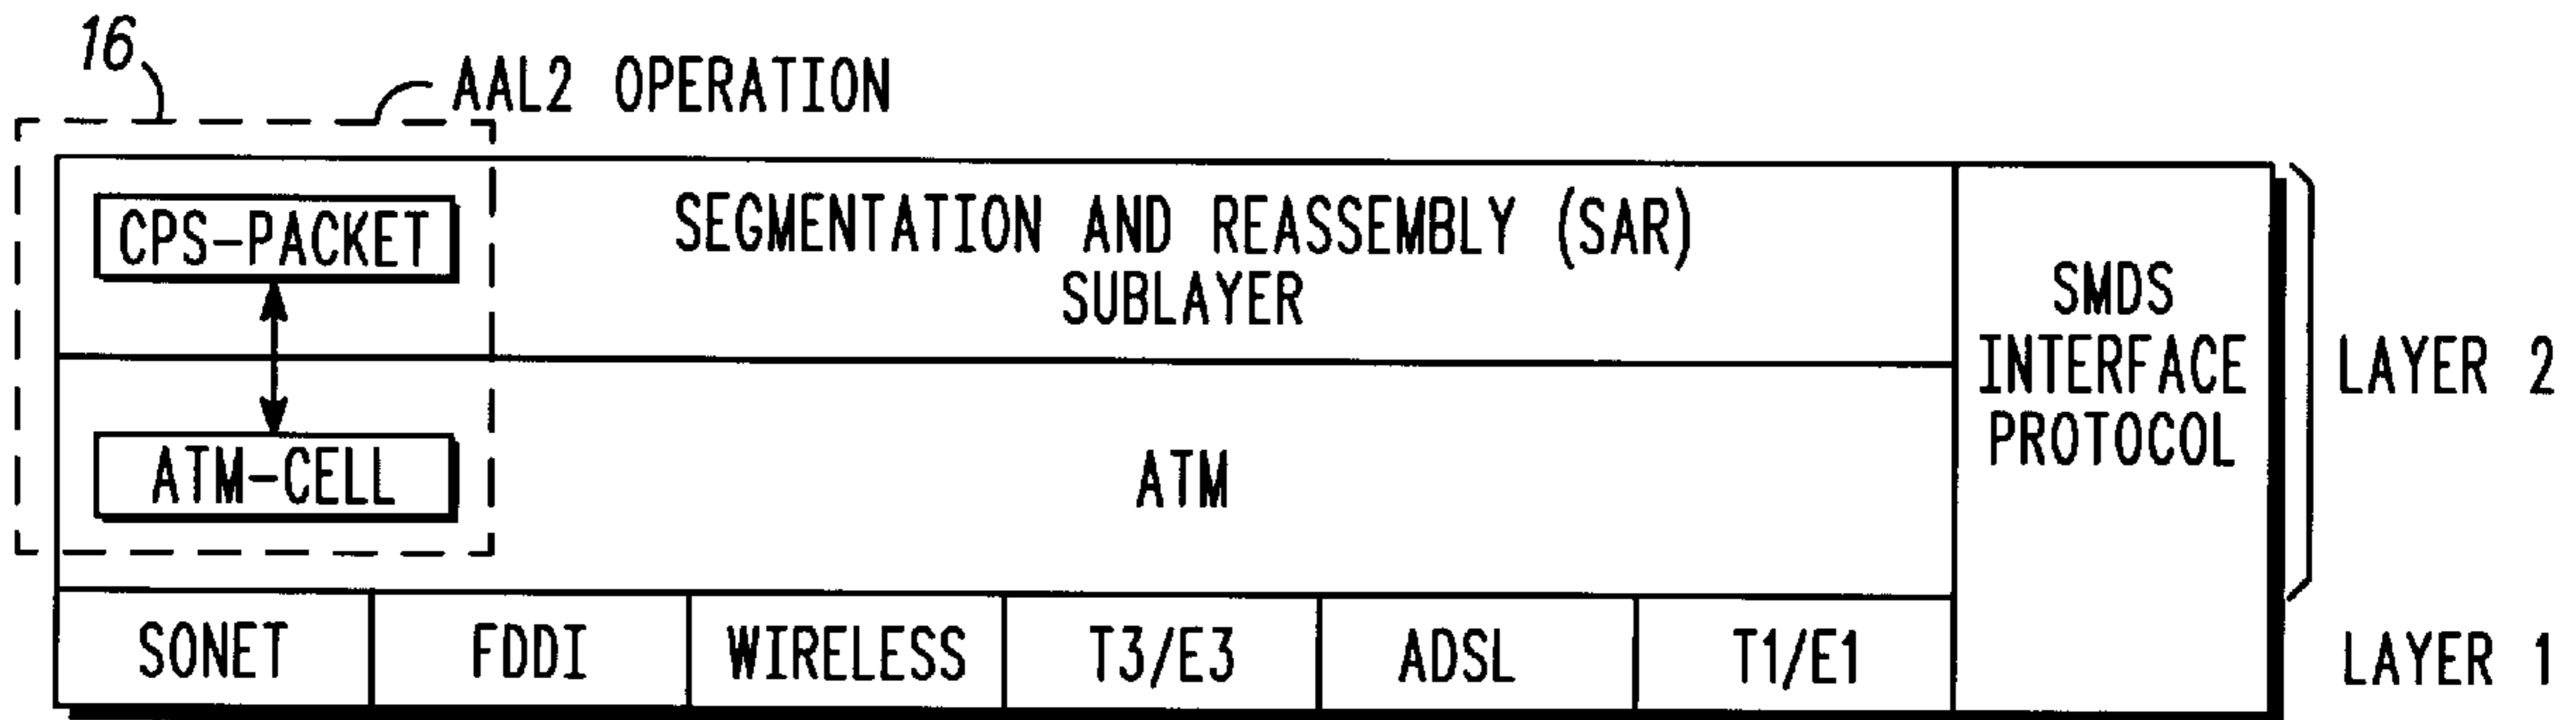 16
AAL2 OPERATION
CPS-PACKET
SEGMENTATION AND REASSEMBLY (SAR)
SUBLAYER
SMDS
INTERFACE
PROTOCOL
LAYER 2
ATM-CELL
ATM
SONET
FDDI
WIRELESS
T3/E3
ADSL
T1/E1
LAYER 1